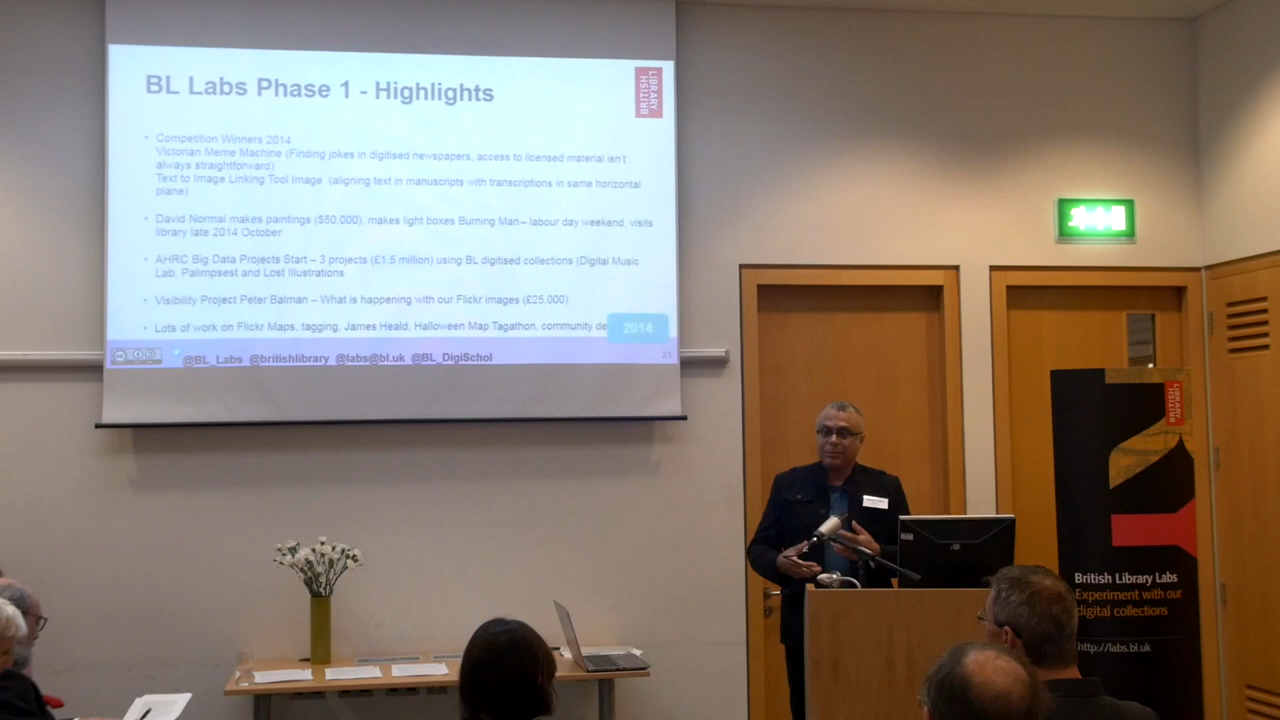 BL Labs Phase 1 - Highlights
LIBRARY
BRITISH
• Competition Winners 2014
Victorian Meme Machine (Finding jokes in digitised newspapers, access to licensed material isn't
always straightforward)
Text to Image Linking Tool Image (aligning text in manuscripts with transcriptions in same horizontal
plane)
• David Normal makes paintings ($50.000), makes light boxes Burning Man – labour day weekend, visits
library late 2014 October
• AHRC Big Data Projects Start – 3 projects (£1.5 million) using BL digitised collections (Digital Music
Lab, Palimpsest and Lost Illustrations
• Visibility Project Peter Balman – What is happening with our Flickr images (£25,000)
• Lots of work on Flickr Maps, tagging, James Heald, Halloween Map Tagathon, community de
2014
@BL_Labs @britishlibrary @labs@bl.uk @BL_DigiSchol
21
LIBRARY
BRITISH
British Library Labs
Experiment with our
digital collections
http://labs.bl.uk